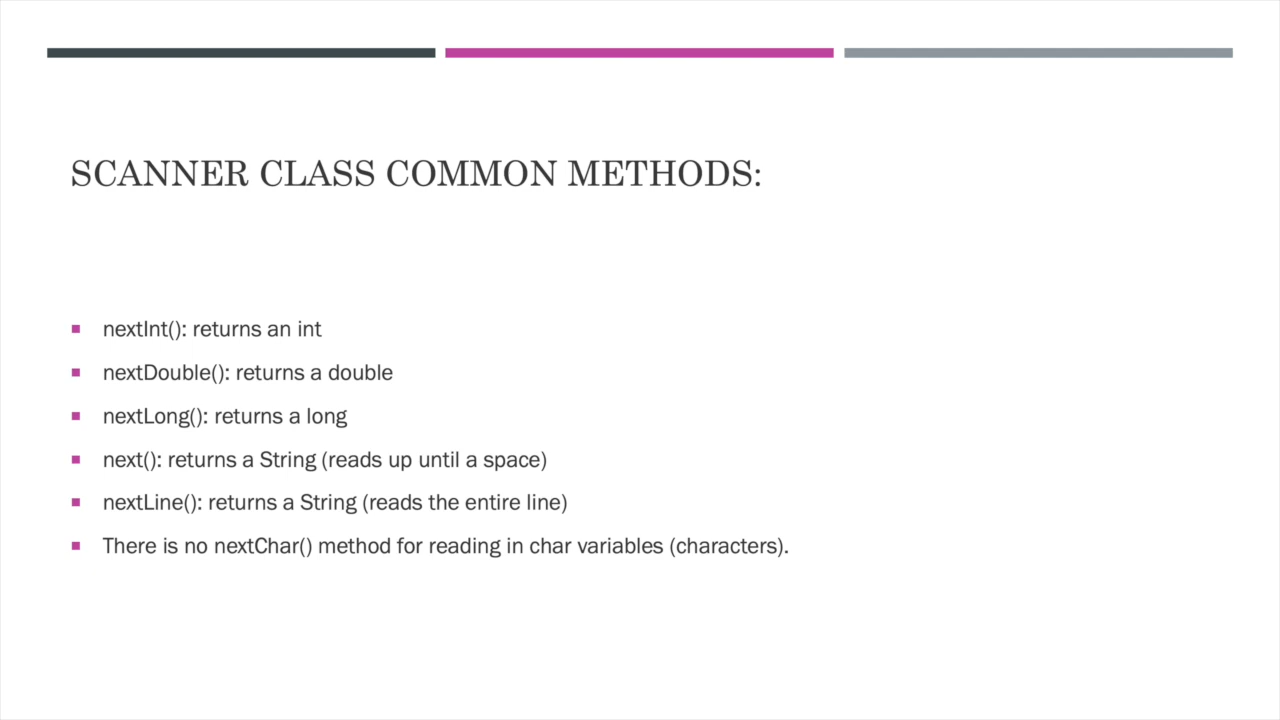 SCANNER CLASS COMMON METHODS:
nextInt(): returns an int
nextDouble(): returns a double
nextLong(): returns a long
next(): returns a String (reads up until a space)
nextLine(): returns a String (reads the entire line)
There is no nextChar() method for reading in char variables (characters).